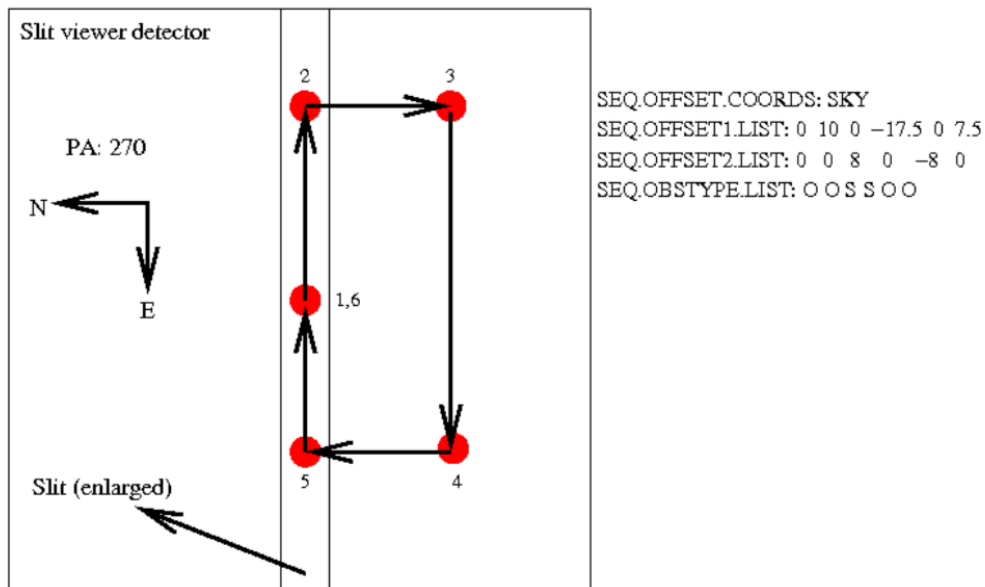 Slit viewer detector
2
3
SEQ.OFFSET.COORDS: SKY
SEQ.OFFSET1.LIST: 0 10 0 −17.5 0 7.5
PA: 270
SEQ.OFFSET2.LIST: 0 0 8 0 −8 0
SEQ.OBSTYPE.LIST: O O S S O O
N
E
1,6
5
4
Slit (enlarged)